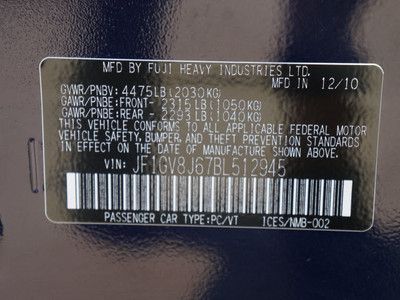 MFD BY FUJI HEAVY INDUSTRIES LTD.
GVWR/PNBV: 4475LB(2030KG) 12/10
GAWR/PNBE:FRONT- 2315LB(1050KG)
GAWR/PNBE:REAR - 2293LB(1040KG)
THIS VEHICLE CONFORMS TO ALL APPLICABLE FEDERAL MOTOR
VEHICLE SAFETY, BUMPER, AND THEFT PREVENTION STANDARDS
IN EFFECT ON THE DATE OF MANUFACTURE SHOWN ABOVE.
VIN: JF1GV8J67BL512945
PASSENGER CAR TYPE:PC/VT ICES/NMB-002